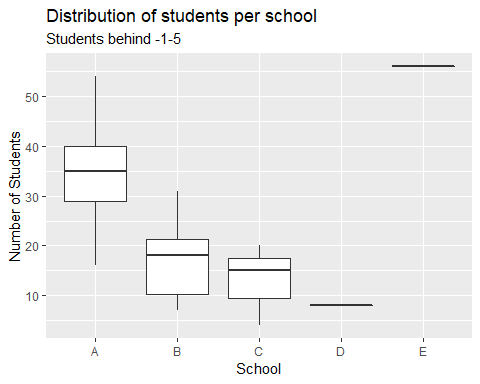 Distribution of students per school
Students behind -1-5
Number of Students
50
40
30
20
10
A B C D E
School